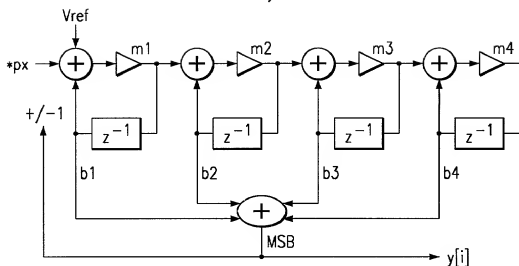 Vref
m1
m2
m3
m4
*px
+
+
+
+
+/-1
z⁻¹
z⁻¹
z⁻¹
z⁻¹
b1
b2
b3
b4
+
MSB
y[i]